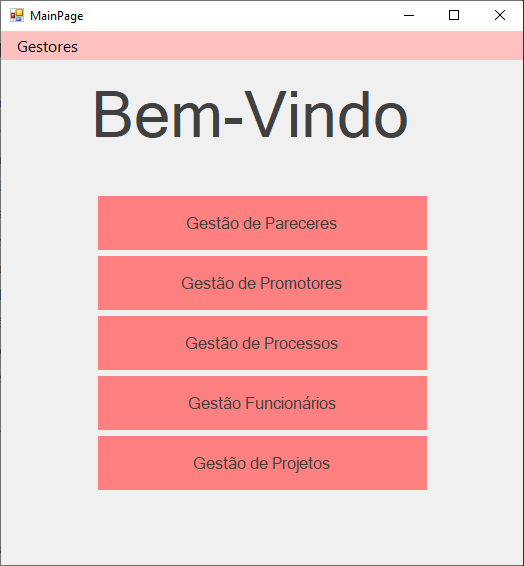 MainPage
Gestores
Bem-Vindo
Gestão de Pareceres
Gestão de Promotores
Gestão de Processos
Gestão Funcionários
Gestão de Projetos